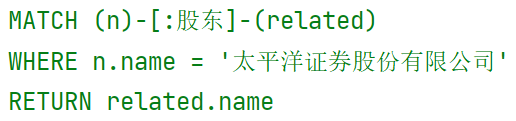 MATCH (n)-[:股东]-(related)
WHERE n.name = '太平洋证券股份有限公司'
RETURN related.name